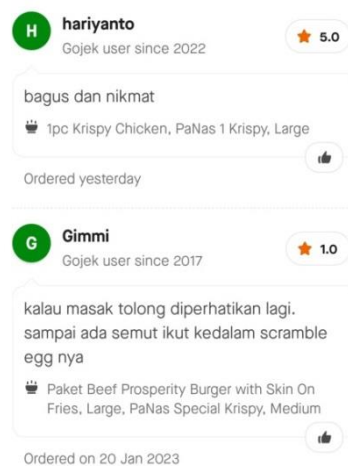 H
hariyanto
5.0
Gojek user since 2022
bagus dan nikmat
1pc Krispy Chicken, PaNas 1 Krispy, Large
Ordered yesterday
G
Gimmi
1.0
Gojek user since 2017
kalau masak tolong diperhatikan lagi.
sampai ada semut ikut kedalam scramble
egg nya
Paket Beef Prosperity Burger with Skin On
Fries, Large, PaNas Special Krispy, Medium
Ordered on 20 Jan 2023